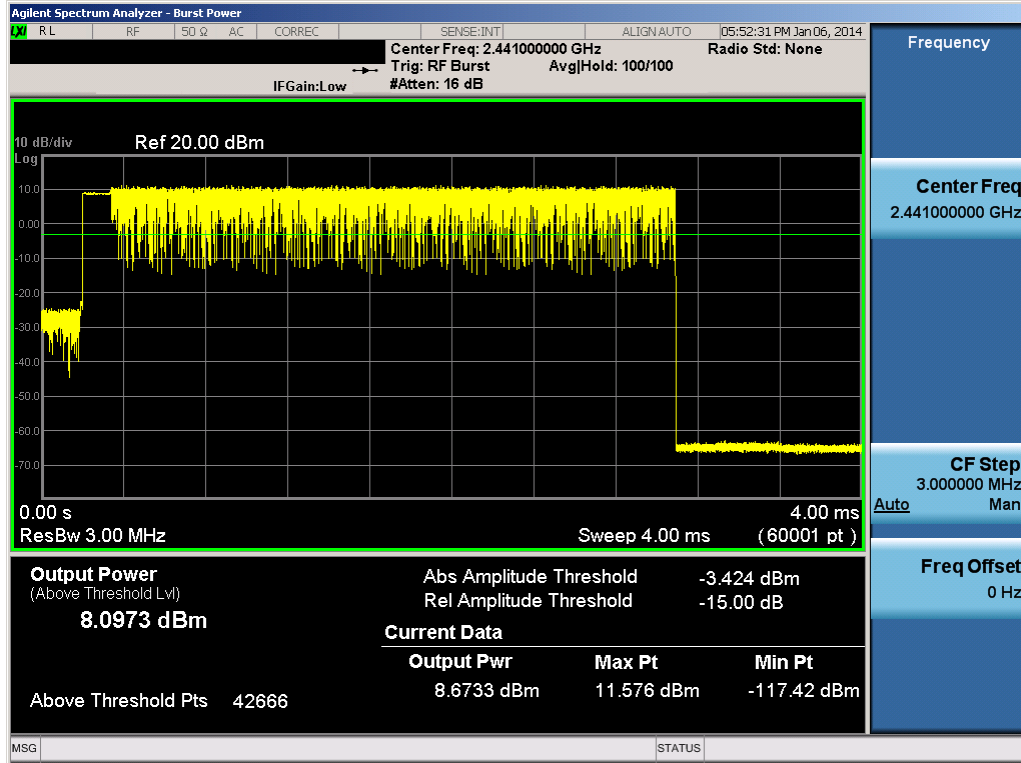 Agilent Spectrum Analyzer - Burst Power
LXI RL RF 50 Ω AC CORREC SENSE:INT ALIGN AUTO 05:52:31 PM Jan 06, 2014
Center Freq: 2.441000000 GHz Radio Std: None
Trig: RF Burst Avg|Hold: 100/100
IFGain:Low #Atten: 16 dB
10 dB/div Ref 20.00 dBm
Log
10.0
0.00
-10.0
-20.0
-30.0
-40.0
-50.0
-60.0
-70.0
0.00 s 4.00 ms
ResBw 3.00 MHz Sweep 4.00 ms (60001 pt )
Output Power
(Above Threshold Lvl)
8.0973 dBm
Above Threshold Pts 42666
Abs Amplitude Threshold -3.424 dBm
Rel Amplitude Threshold -15.00 dB
Current Data
Output Pwr Max Pt Min Pt
8.6733 dBm 11.576 dBm -117.42 dBm
MSG STATUS
Frequency
Center Freq
2.441000000 GHz
CF Step
3.000000 MHz
Auto Man
Freq Offset
0 Hz